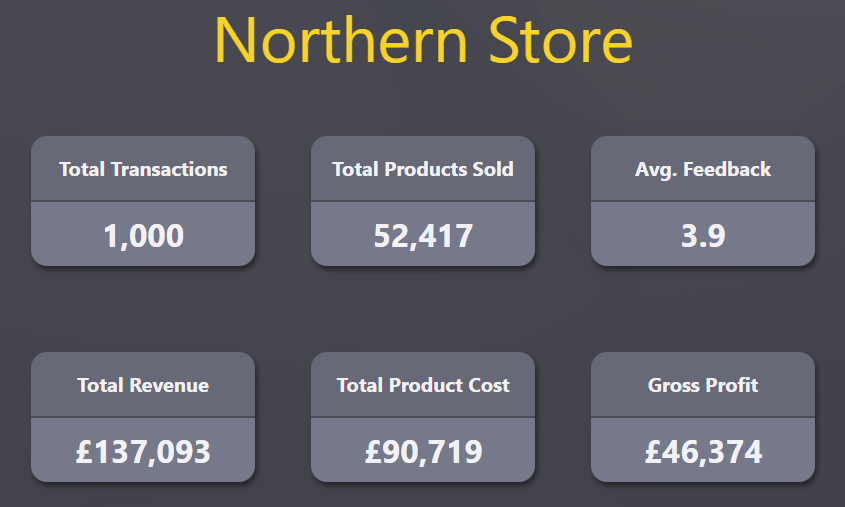 Northern Store
Total Transactions
1,000
Total Products Sold
52,417
Avg. Feedback
3.9
Total Revenue
£137,093
Total Product Cost
£90,719
Gross Profit
£46,374